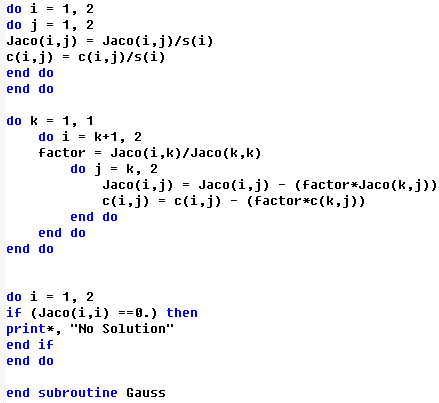 do i = 1, 2
do j = 1, 2
Jaco(i,j) = Jaco(i,j)/s(i)
c(i,j) = c(i,j)/s(i)
end do
end do

do k = 1, 1
    do i = k+1, 2
    factor = Jaco(i,k)/Jaco(k,k)
        do j = k, 2
            Jaco(i,j) = Jaco(i,j) - (factor*Jaco(k,j))
            c(i,j) = c(i,j) - (factor*c(k,j))
        end do
    end do
end do

do i = 1, 2
if (Jaco(i,i) ==0.) then
print*, "No Solution"
end if
end do

end subroutine Gauss